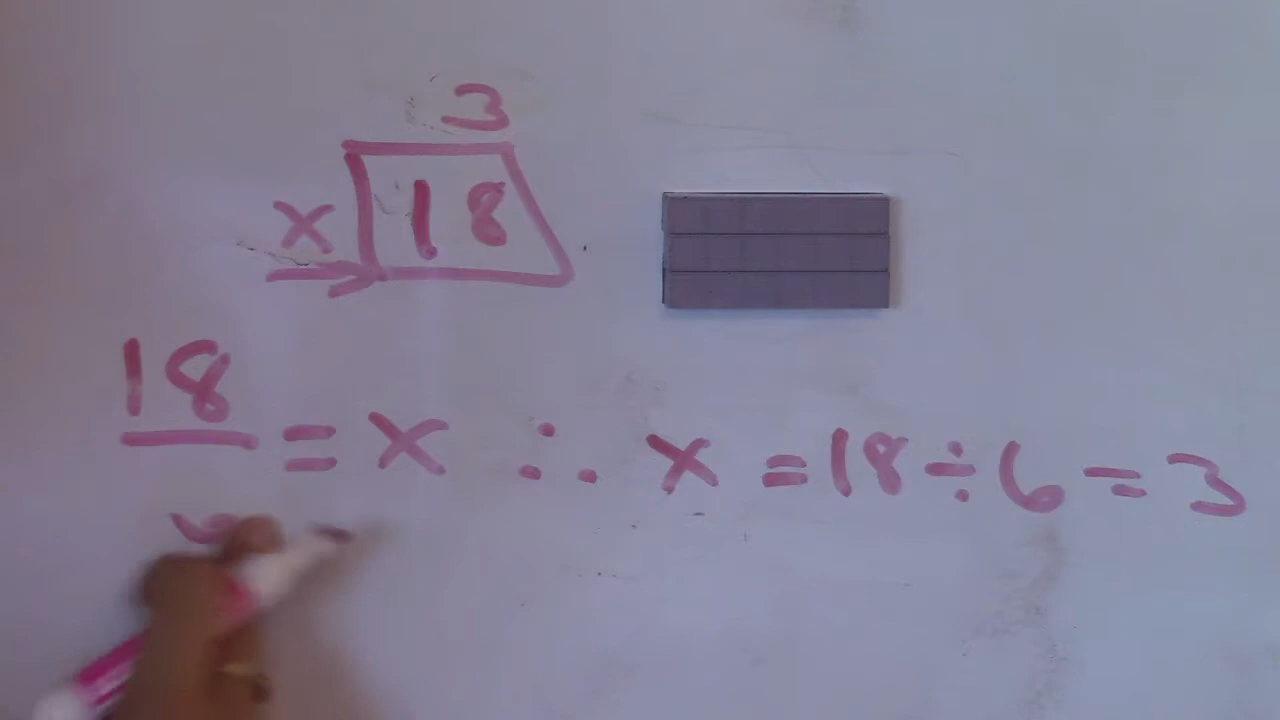 3
x 18
18
= x ∴ x = 18 ÷ 6 = 3